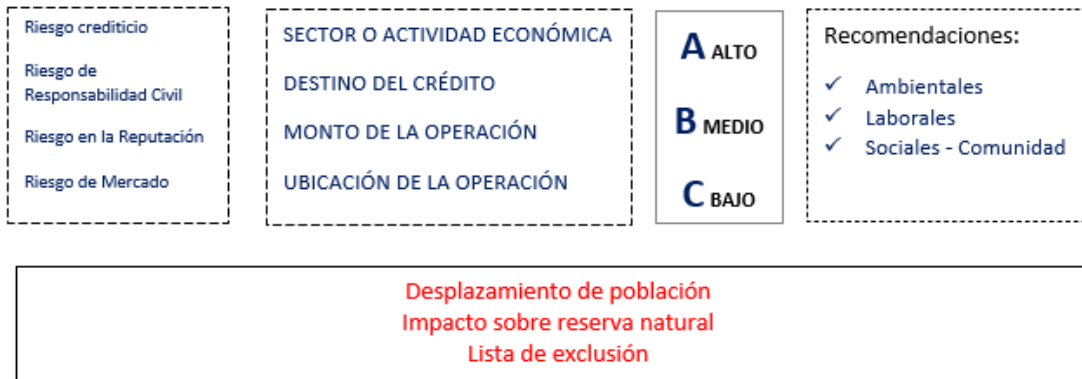 Riesgo crediticio
Riesgo de
Responsabilidad Civil
Riesgo en la Reputación
Riesgo de Mercado
SECTOR O ACTIVIDAD ECONÓMICA
DESTINO DEL CRÉDITO
MONTO DE LA OPERACIÓN
UBICACIÓN DE LA OPERACIÓN
A ALTO
B MEDIO
C BAJO
Recomendaciones:
✓ Ambientales
✓ Laborales
✓ Sociales - Comunidad
Desplazamiento de población
Impacto sobre reserva natural
Lista de exclusión